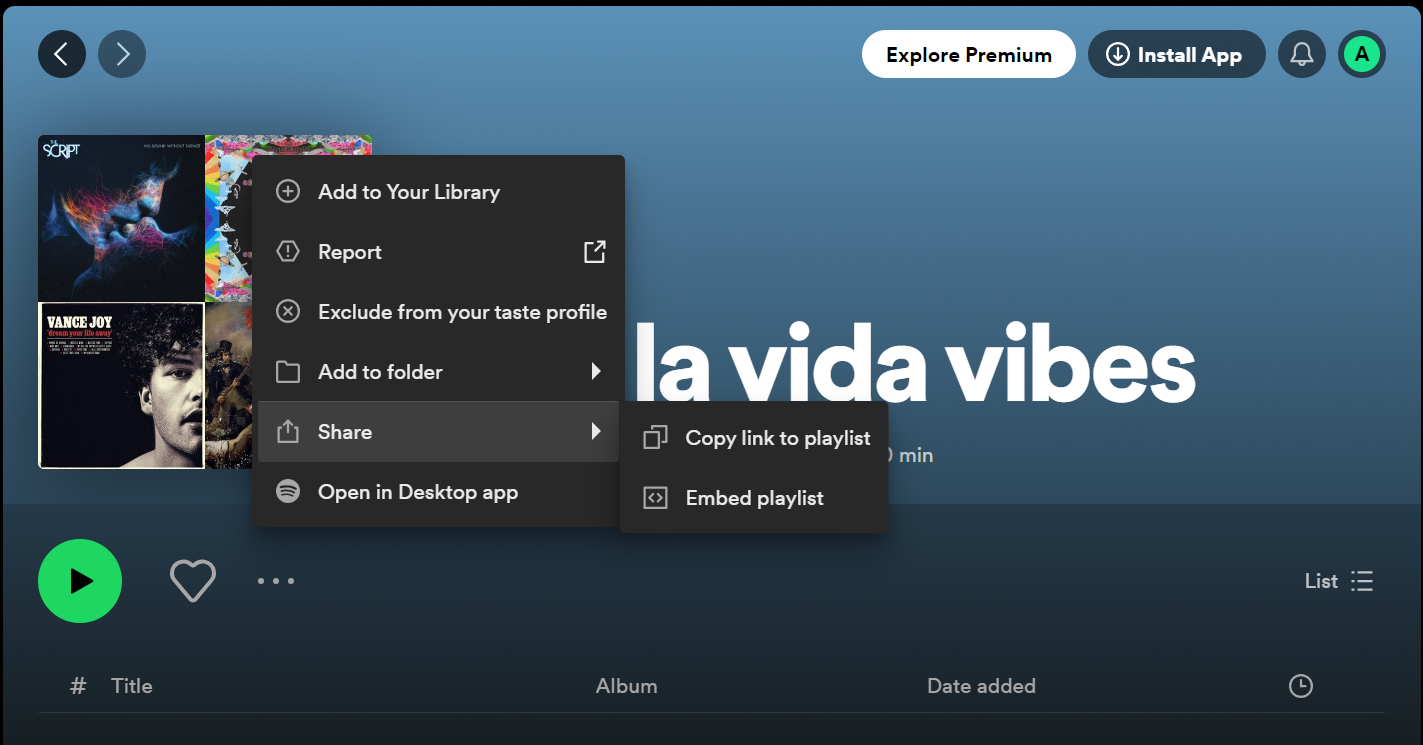 Explore Premium
Install App
A
THE SCRIPT
NO SOUND WITHOUT SILENCE
Add to Your Library
Report
Exclude from your taste profile
VANCE JOY
'dream your life away'
la vida vibes
Add to folder
Share
Copy link to playlist
min
Open in Desktop app
Embed playlist
List
# Title Album Date added